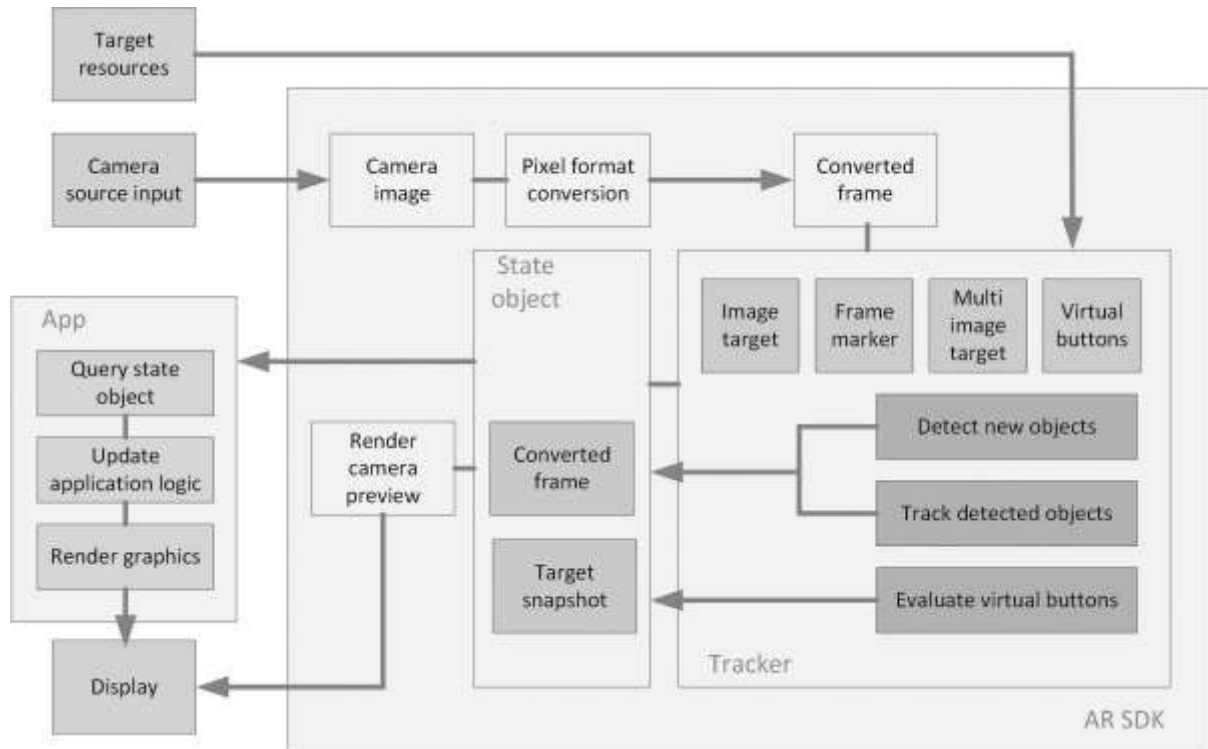 Target
resources
Camera
source input
Camera
image
Pixel format
conversion
Converted
frame
State
object
Image
target
Frame
marker
Multi
image
target
Virtual
buttons
App
Query state
object
Update
application logic
Render graphics
Display
Render
camera
preview
Converted
frame
Target
snapshot
Detect new objects
Track detected objects
Evaluate virtual buttons
Tracker
AR SDK